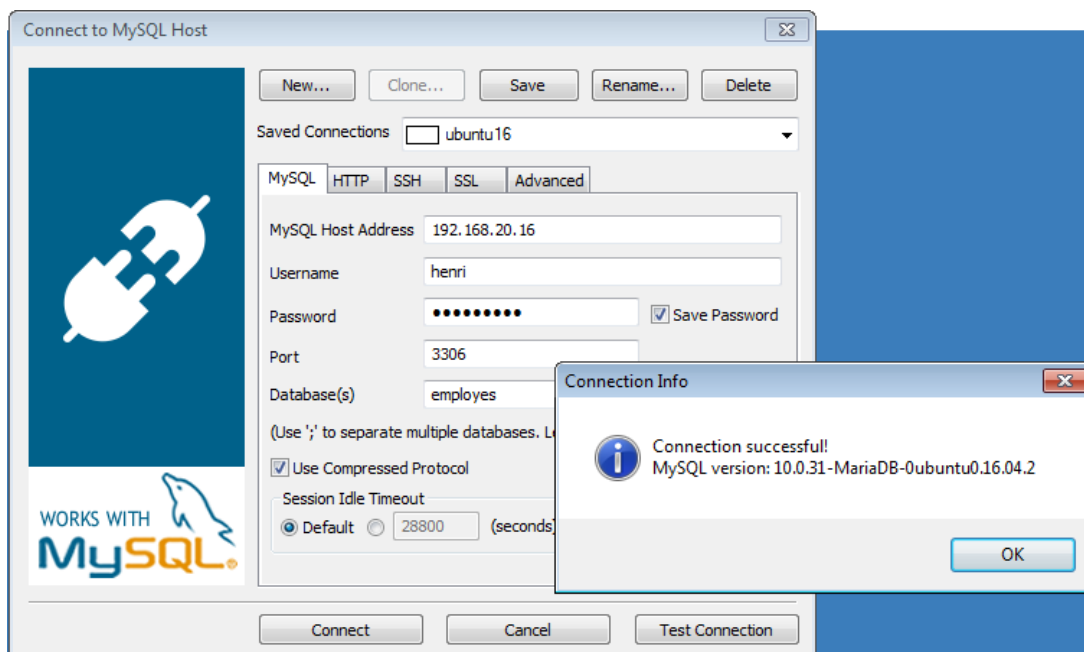 Connect to MySQL Host
New... Clone... Save Rename... Delete
Saved Connections ubuntu16
MySQL HTTP SSH SSL Advanced
MySQL Host Address 192.168.20.16
Username henri
Password ••••••••• Save Password
Port 3306
Database(s) employes
(Use ';' to separate multiple databases.
Use Compressed Protocol
Session Idle Timeout
Default 28800 (seconds)
WORKS WITH
MySQL®
Connect Cancel Test Connection
Connection Info
Connection successful!
MySQL version: 10.0.31-MariaDB-0ubuntu0.16.04.2
OK